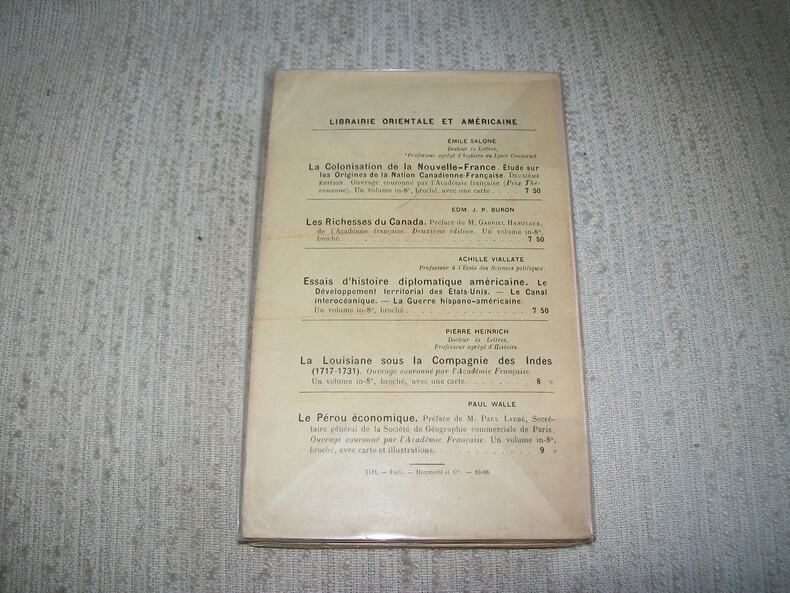 LIBRAIRIE ORIENTALE ET AMÉRICAINE
ÉMILE SALONE
Docteur ès Lettres,
Professeur agrégé d'histoire au Lycée Condorcet
La Colonisation de la Nouvelle-France. Étude sur
les Origines de la Nation Canadienne-Française. DEUXIÈME
ÉDITION. Ouvrage couronné par l'Académie française (Prix Thé-
rouanne). Un volume in-8°, broché, avec une carte . . 7 50
EDM. J. P. BURON
Les Richesses du Canada. Préface de M. GABRIEL HANOTAUX,
de l'Académie française. Deuxième édition. Un volume in-8°,
broché. . . . . . . . . . . . . . . . . . . . 7 50
ACHILLE VIALLATE
Professeur à l'École des Sciences politiques.
Essais d'histoire diplomatique américaine. Le
Développement territorial des États-Unis. — Le Canal
interocéanique. — La Guerre hispano-américaine.
Un volume in-8°, broché . . . . . . . . . . . . 7 50
PIERRE HEINRICH
Docteur ès Lettres,
Professeur agrégé d'Histoire
La Louisiane sous la Compagnie des Indes
(1717-1731). Ouvrage couronné par l'Académie Française.
Un volume in-8°, broché, avec une carte. . . . . . . 8 »
PAUL WALLE
Le Pérou économique. Préface de M. PAUL LABBÉ, Secré-
taire général de la Société de Géographie commerciale de Paris.
Ouvrage couronné par l'Académie Française. Un volume in-8°,
broché, avec carte et illustrations. . . . . . . . . . . 9 »
— Paris. — Hemmerlé et Cie. — 10-08.